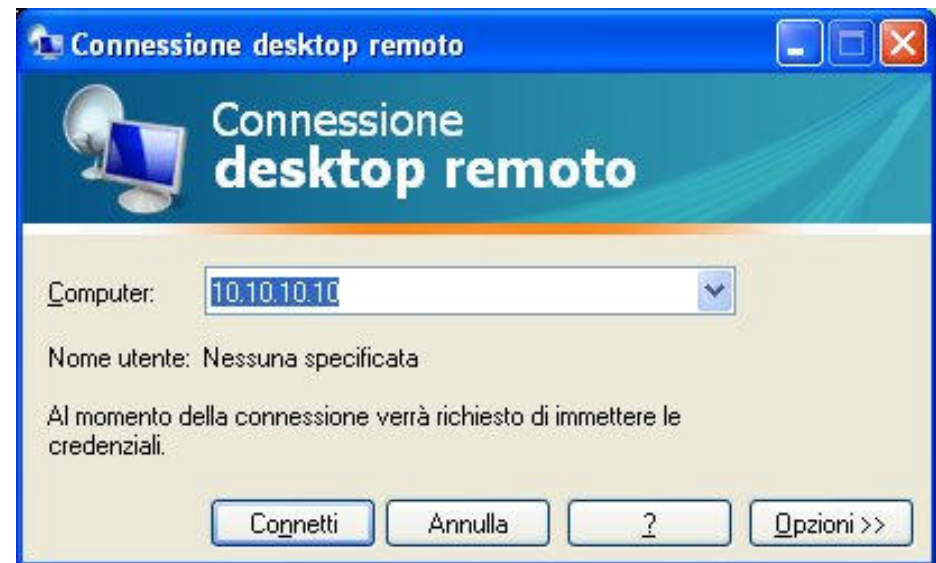 Connessione desktop remoto
Connessione
desktop remoto
Computer: 10.10.10.10
Nome utente: Nessuna specificata
Al momento della connessione verrà richiesto di immettere le
credenziali.
Connetti Annulla ? Opzioni >>